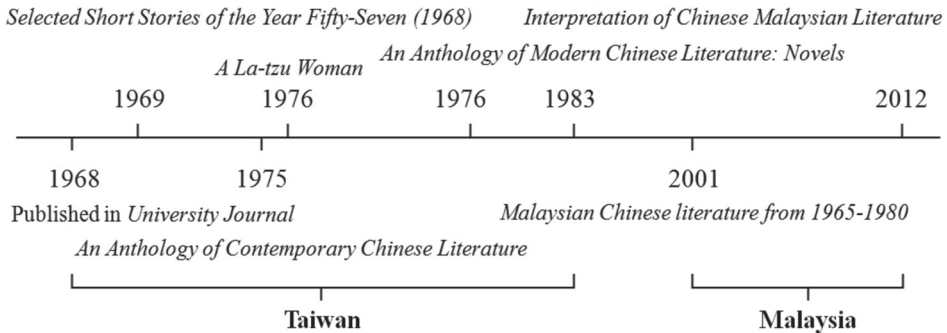 Selected Short Stories of the Year Fifty-Seven (1968) Interpretation of Chinese Malaysian Literature
A La-tzu Woman An Anthology of Modern Chinese Literature: Novels
1969 1976 1976 1983 2012
1968 1975 2001
Published in University Journal Malaysian Chinese literature from 1965-1980
An Anthology of Contemporary Chinese Literature
Taiwan Malaysia